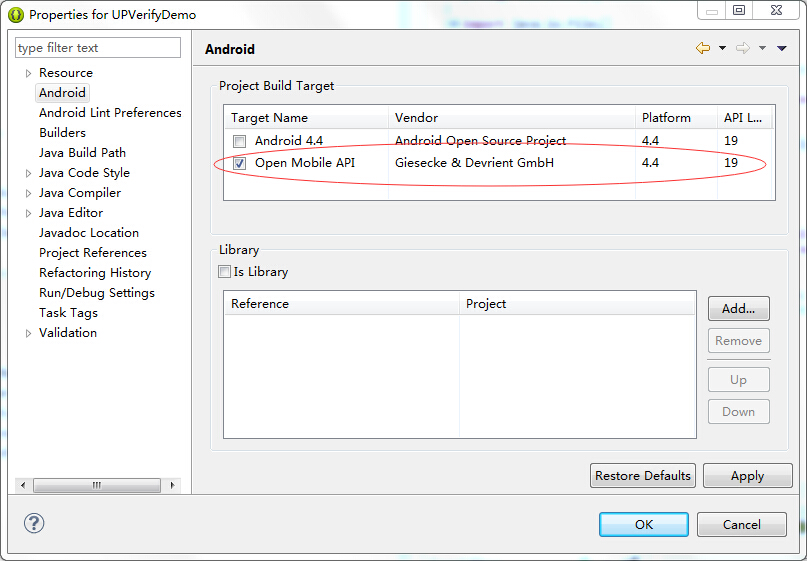 Properties for UPVerifyDemo
type filter text
Resource
Android
Android Lint Preferences
Builders
Java Build Path
Java Code Style
Java Compiler
Java Editor
Javadoc Location
Project References
Refactoring History
Run/Debug Settings
Task Tags
Validation
Android
Project Build Target
Target Name Vendor Platform API L...
Android 4.4 Android Open Source Project 4.4 19
Open Mobile API Giesecke & Devrient GmbH 4.4 19
Library
Is Library
Reference Project
Add...
Remove
Up
Down
Restore Defaults Apply
? OK Cancel